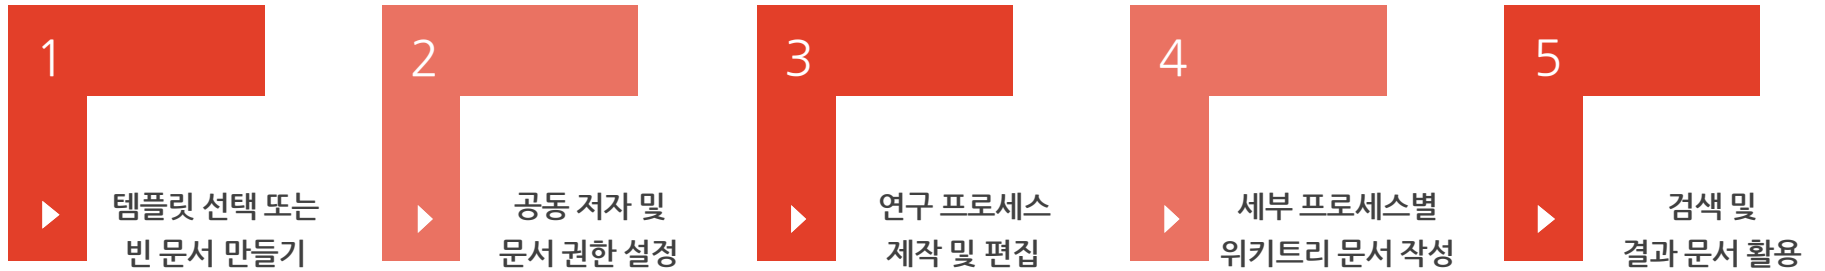 1
템플릿 선택 또는
빈 문서 만들기
2
공동 저자 및
문서 권한 설정
3
연구 프로세스
제작 및 편집
4
세부 프로세스별
위키트리 문서 작성
5
검색 및
결과 문서 활용